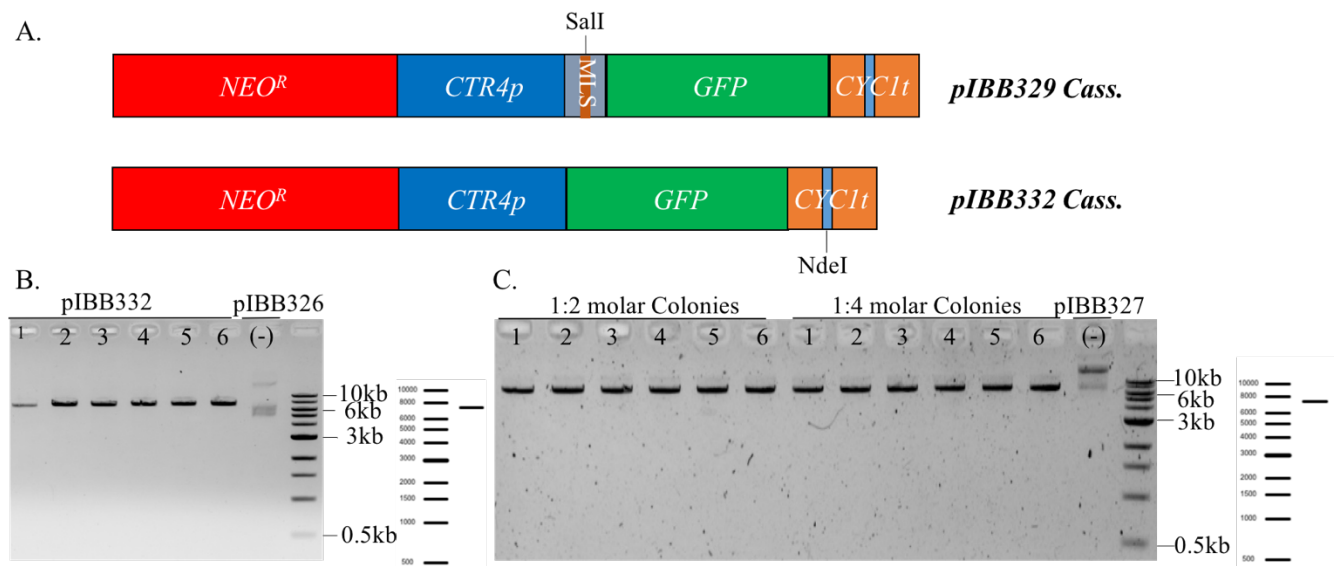 A.
SalI
NEO^R CTR4p MLS GFP CYC1t pIBB329 Cass.
NEO^R CTR4p GFP CYC1t pIBB332 Cass.
NdeI
B.
pIBB332 pIBB326
1 2 3 4 5 6 (-)
10kb
6kb
3kb
0.5kb
10000
8000
6000
5000
4000
3000
2000
1500
1000
500
C.
1:2 molar Colonies 1:4 molar Colonies pIBB327
1 2 3 4 5 6 1 2 3 4 5 6 (-)
10kb
6kb
3kb
0.5kb
10000
8000
6000
5000
4000
3000
2000
1500
1000
500